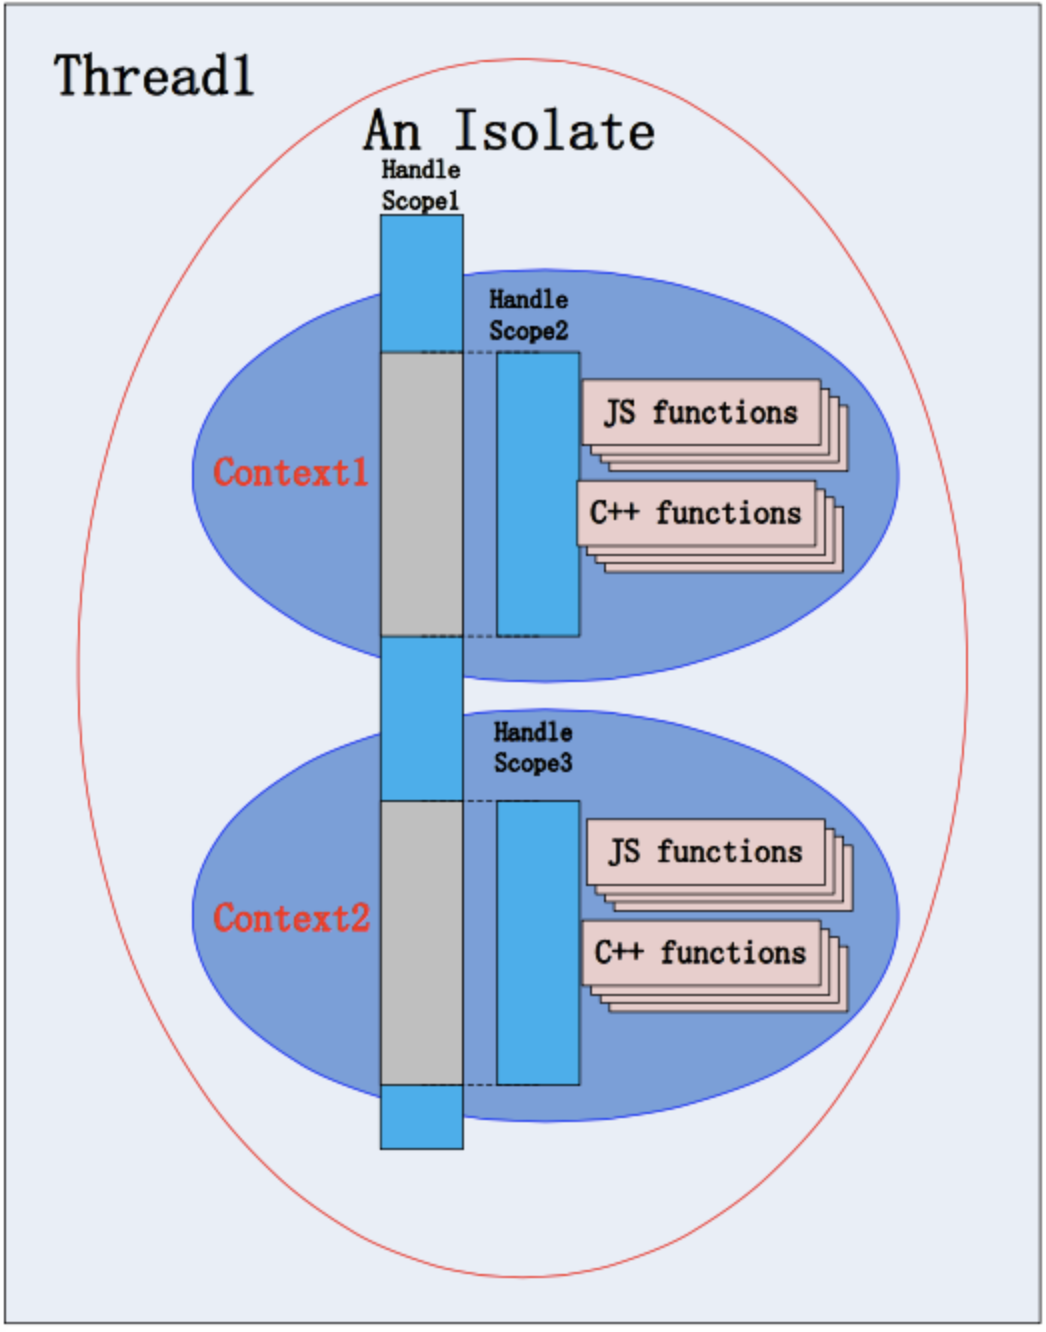 Thread1
An Isolate
Handle
Scope1
Handle
Scope2
JS functions
Context1
C++ functions
Handle
Scope3
JS functions
Context2
C++ functions